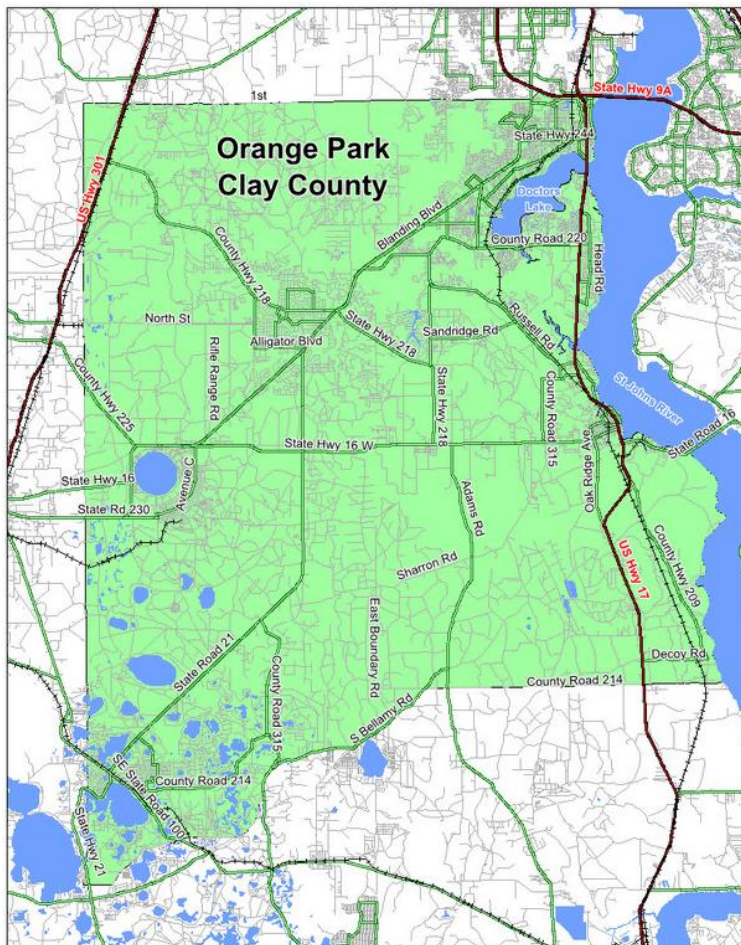 State Hwy 9A
1st
State Hwy 244
Orange Park
Clay County
US Hwy 301
Doctors
Lake
Blanding Blvd
County Road 220
County Hwy 218
Head Rd
North St
Russell Rd
Sandridge Rd
State Hwy 218
Alligator Blvd
Rifle Range Rd
St Johns River
County Hwy 225
State Hwy 218
County Road 315
State Road 16
Oak Ridge Ave
State Hwy 16 W
State Hwy 16
Avenue C
Adams Rd
State Rd 230
Sharron Rd
US Hwy 17
County Hwy 209
East Boundary Rd
State Road 21
County Road 315
Decoy Rd
County Road 214
S Bellamy Rd
SE State Road 100
County Road 214
State Hwy 21